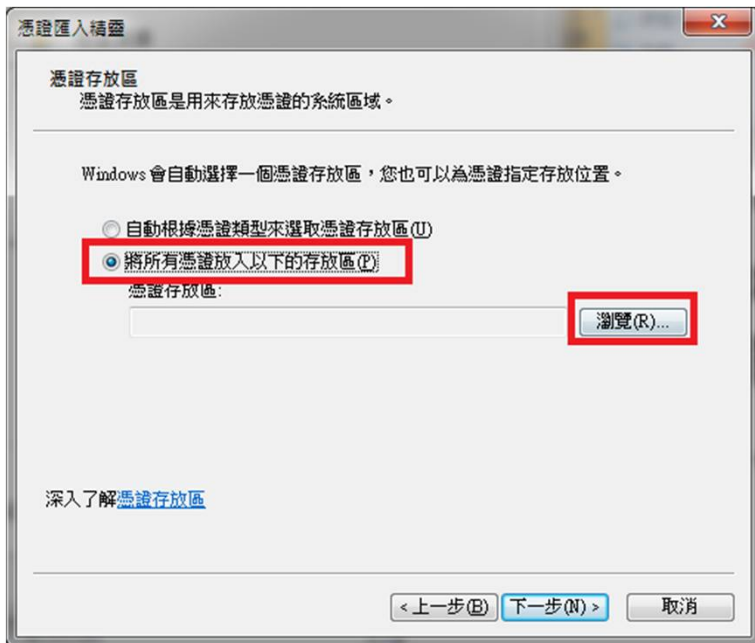 憑證匯入精靈
憑證存放區
憑證存放區是用來存放憑證的系統區域。
Windows 會自動選擇一個憑證存放區,您也可以為憑證指定存放位置。
自動根據憑證類型來選取憑證存放區(U)
將所有憑證放入以下的存放區(P)
憑證存放區:
瀏覽(R)...
深入了解憑證存放區
<上一步(B)
下一步(N) >
取消